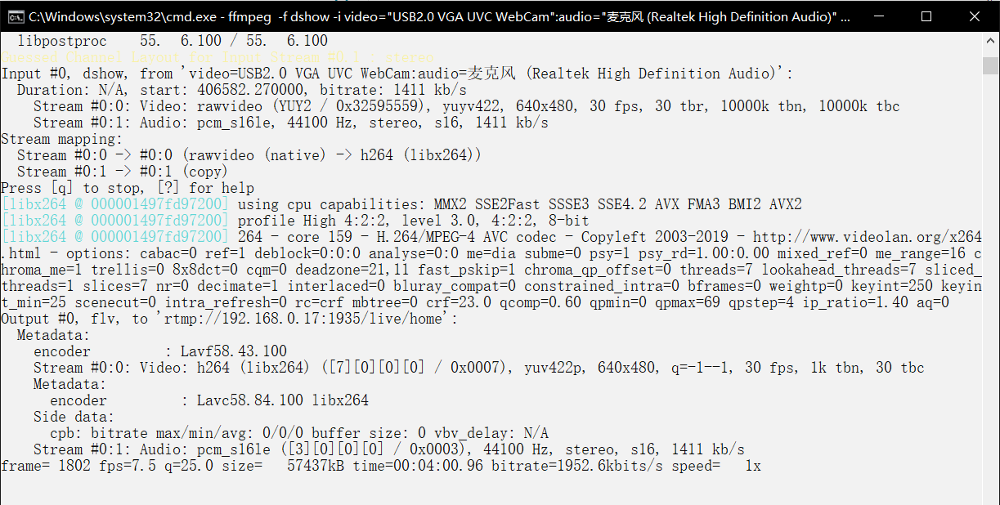 C:\Windows\system32\cmd.exe - ffmpeg  -f dshow -i video="USB2.0 VGA UVC WebCam":audio="麦克风 (Realtek High Definition Audio)" ...
  libpostproc    55.  6.100 / 55.  6.100
Guessed Channel Layout for Input Stream #0.1 : stereo
Input #0, dshow, from 'video=USB2.0 VGA UVC WebCam:audio=麦克风 (Realtek High Definition Audio)':
  Duration: N/A, start: 406582.270000, bitrate: 1411 kb/s
    Stream #0:0: Video: rawvideo (YUY2 / 0x32595559), yuyv422, 640x480, 30 fps, 30 tbr, 10000k tbn, 10000k tbc
    Stream #0:1: Audio: pcm_s16le, 44100 Hz, stereo, s16, 1411 kb/s
Stream mapping:
  Stream #0:0 -> #0:0 (rawvideo (native) -> h264 (libx264))
  Stream #0:1 -> #0:1 (copy)
Press [q] to stop, [?] for help
[libx264 @ 000001497fd97200] using cpu capabilities: MMX2 SSE2Fast SSSE3 SSE4.2 AVX FMA3 BMI2 AVX2
[libx264 @ 000001497fd97200] profile High 4:2:2, level 3.0, 4:2:2, 8-bit
[libx264 @ 000001497fd97200] 264 - core 159 - H.264/MPEG-4 AVC codec - Copyleft 2003-2019 - http://www.videolan.org/x264
.html - options: cabac=0 ref=1 deblock=0:0:0 analyse=0:0 me=dia subme=0 psy=1 psy_rd=1.00:0.00 mixed_ref=0 me_range=16 c
hroma_me=1 trellis=0 8x8dct=0 cqm=0 deadzone=21,11 fast_pskip=1 chroma_qp_offset=0 threads=7 lookahead_threads=7 sliced_
threads=1 slices=7 nr=0 decimate=1 interlaced=0 bluray_compat=0 constrained_intra=0 bframes=0 weightp=0 keyint=250 keyin
t_min=25 scenecut=0 intra_refresh=0 rc=crf mbtree=0 crf=23.0 qcomp=0.60 qpmin=0 qpmax=69 qpstep=4 ip_ratio=1.40 aq=0
Output #0, flv, to 'rtmp://192.168.0.17:1935/live/home':
  Metadata:
    encoder         : Lavf58.43.100
    Stream #0:0: Video: h264 (libx264) ([7][0][0][0] / 0x0007), yuv422p, 640x480, q=-1--1, 30 fps, 1k tbn, 30 tbc
    Metadata:
      encoder         : Lavc58.84.100 libx264
    Side data:
      cpb: bitrate max/min/avg: 0/0/0 buffer size: 0 vbv_delay: N/A
    Stream #0:1: Audio: pcm_s16le ([3][0][0][0] / 0x0003), 44100 Hz, stereo, s16, 1411 kb/s
frame= 1802 fps=7.5 q=25.0 size=   57437kB time=00:04:00.96 bitrate=1952.6kbits/s speed=   1x